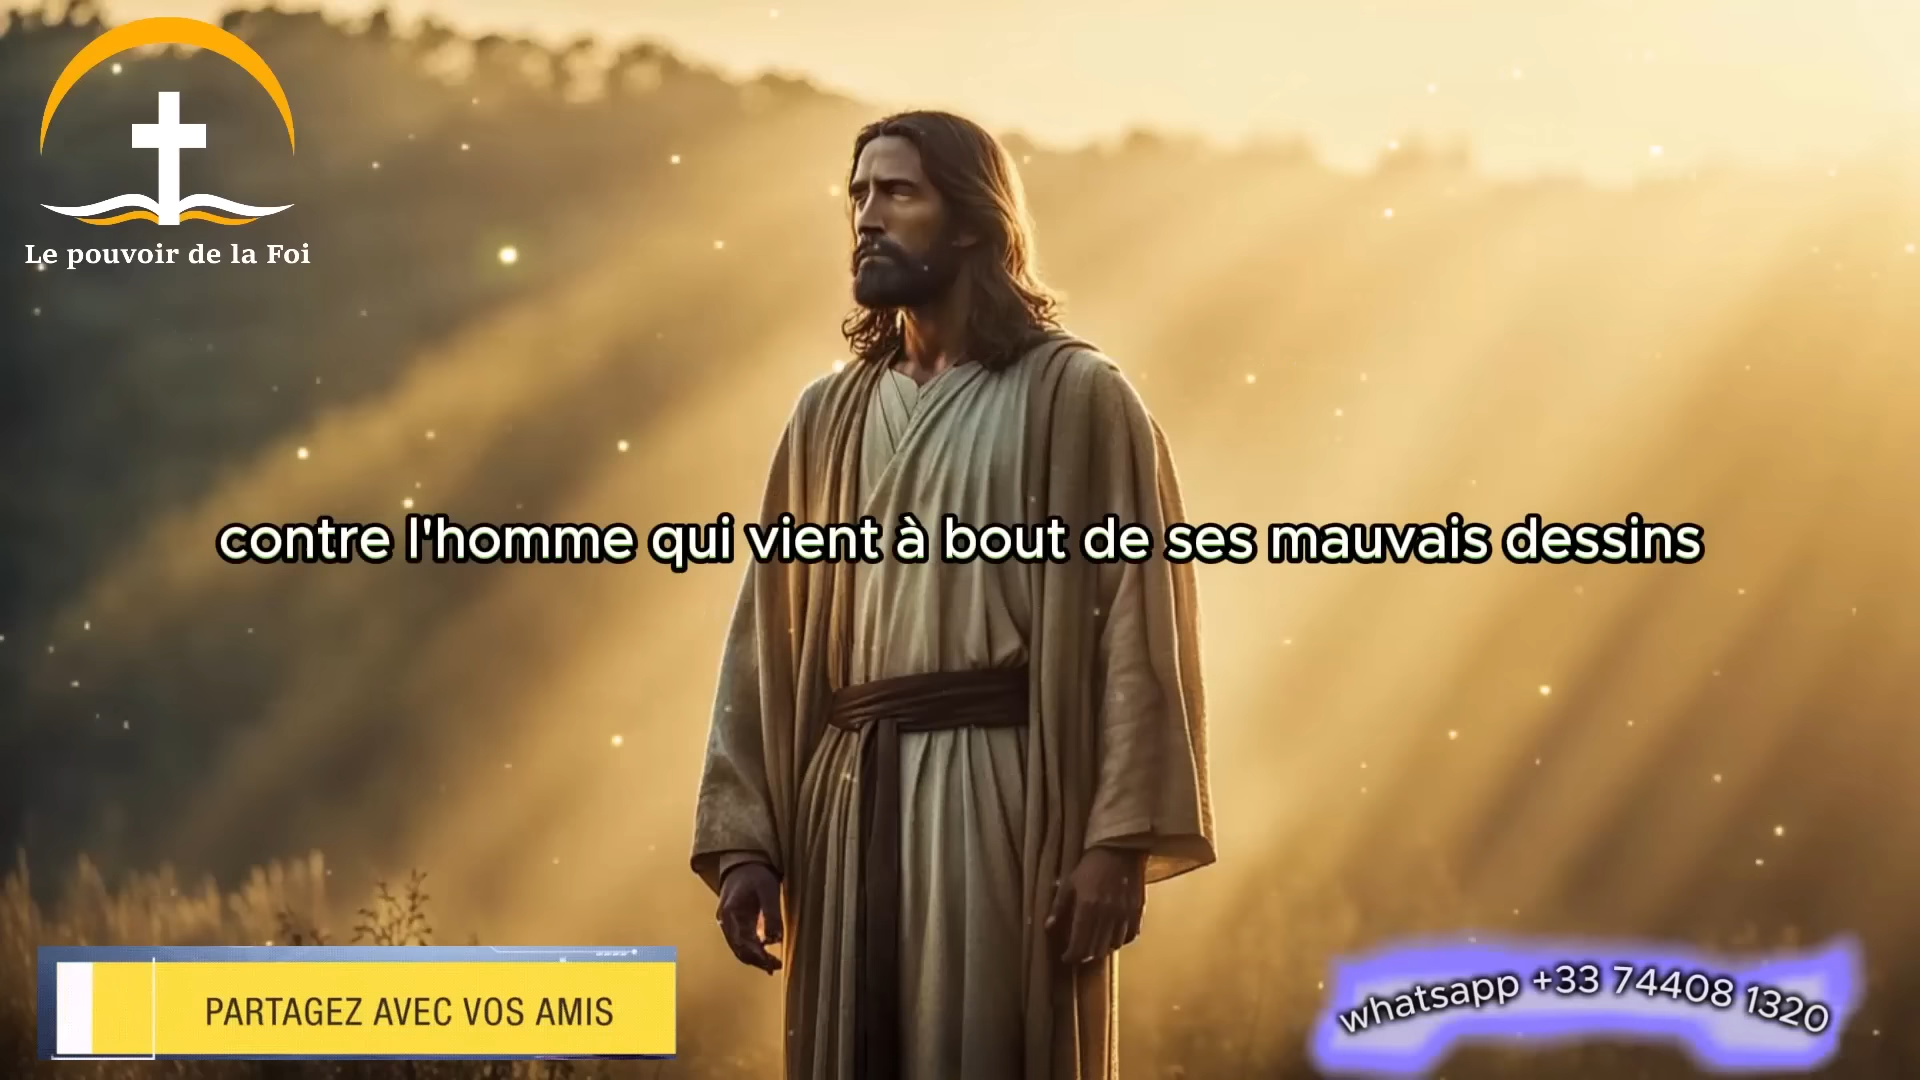 Le pouvoir de la Foi
contre l'homme qui vient à bout de ses mauvais dessins
PARTAGEZ AVEC VOS AMIS
whatsapp +33 74408 1320